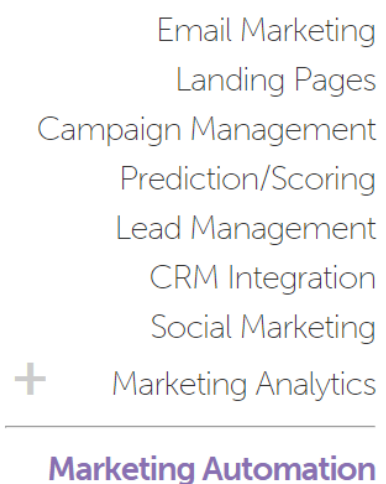 Email Marketing
Landing Pages
Campaign Management
Prediction/Scoring
Lead Management
CRM Integration
Social Marketing
+ Marketing Analytics
Marketing Automation